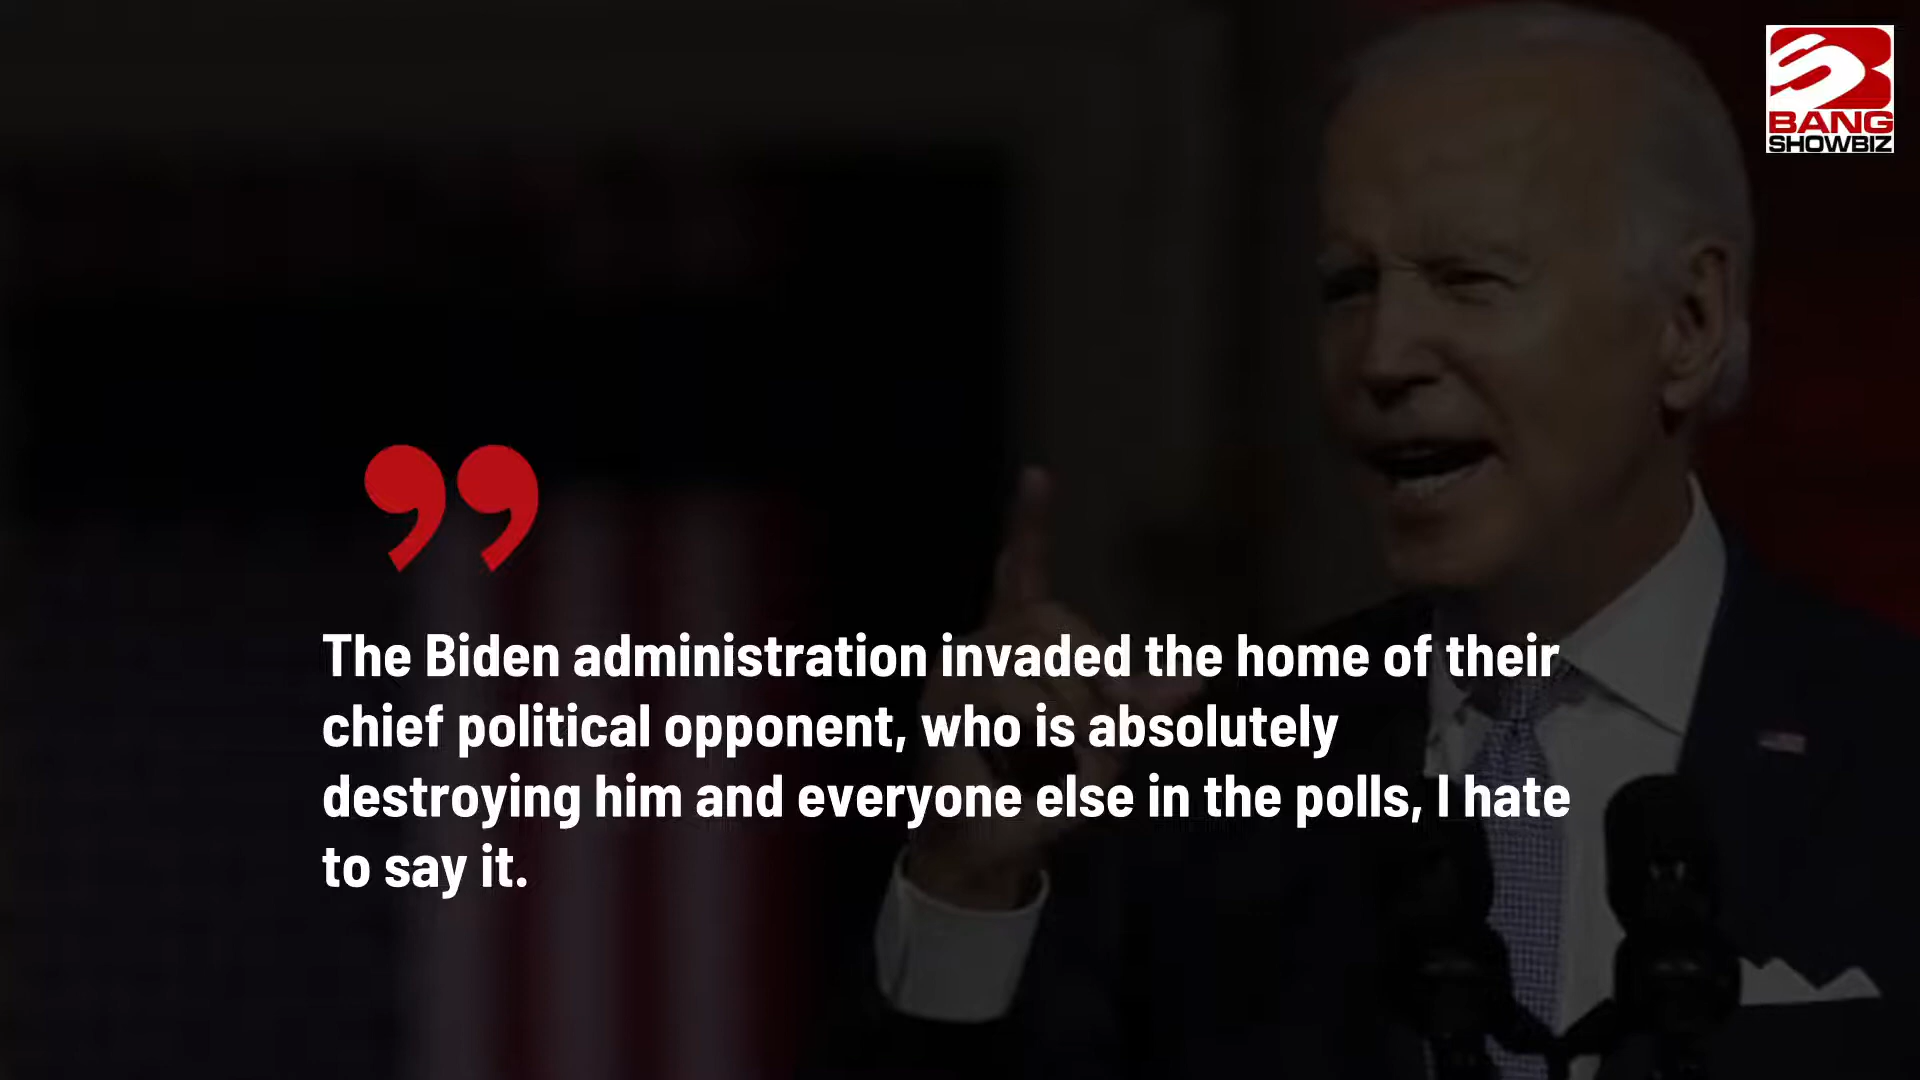 BANG
SHOWBIZ
The Biden administration invaded the home of their
chief political opponent, who is absolutely
destroying him and everyone else in the polls, I hate
to say it.